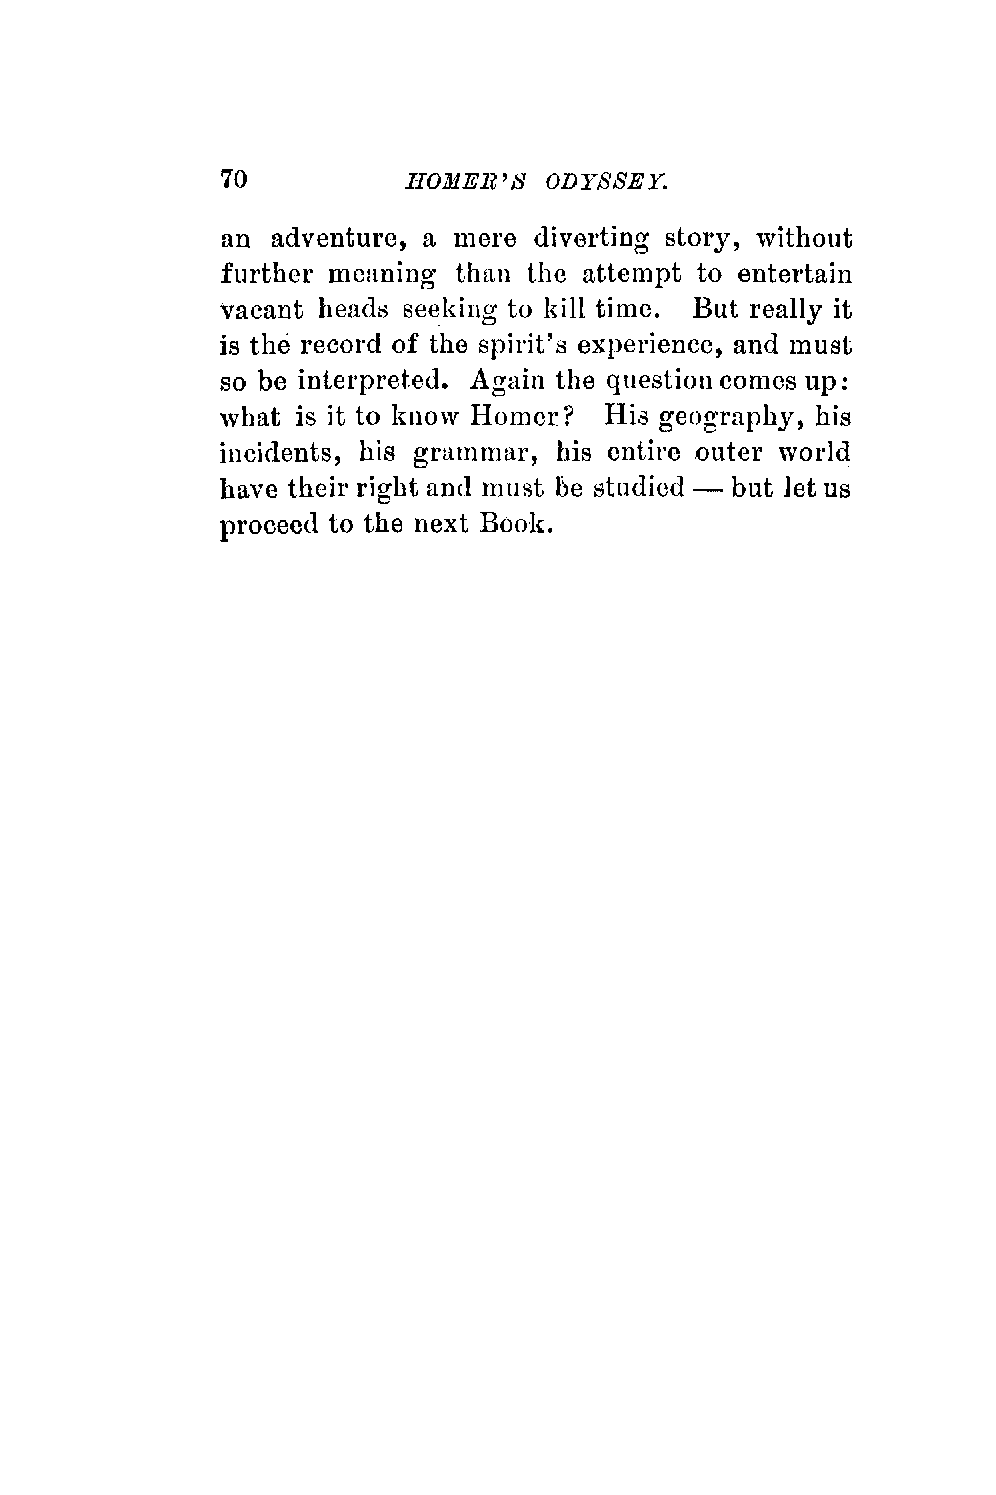 70 HOMER'S ODYSSEY.
an adventure, a mere diverting story, without
further meaning than the attempt to entertain
vacant heads seeking to kill time. But really it
is the record of the spirit's experience, and must
so be interpreted. Again the question comes up:
what is it to know Homer? His geography, his
incidents, his grammar, his entire outer world
have their right and must be studied — but let us
proceed to the next Book.